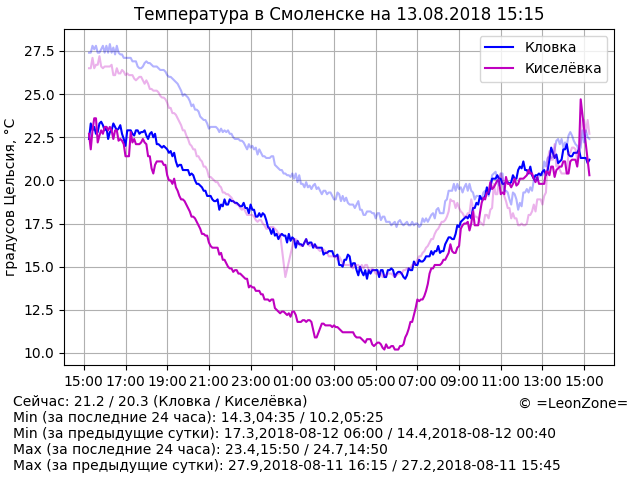 Температура в Смоленске на 13.08.2018 15:15
градусов Цельсия, °C
27.5
25.0
22.5
20.0
17.5
15.0
12.5
10.0
Кловка
Киселёвка
15:00 17:00 19:00 21:00 23:00 01:00 03:00 05:00 07:00 09:00 11:00 13:00 15:00
Сейчас: 21.2 / 20.3 (Кловка / Киселёвка)
© =LeonZone=
Min (за последние 24 часа): 14.3,04:35 / 10.2,05:25
Min (за предыдущие сутки): 17.3,2018-08-12 06:00 / 14.4,2018-08-12 00:40
Max (за последние 24 часа): 23.4,15:50 / 24.7,14:50
Max (за предыдущие сутки): 27.9,2018-08-11 16:15 / 27.2,2018-08-11 15:45